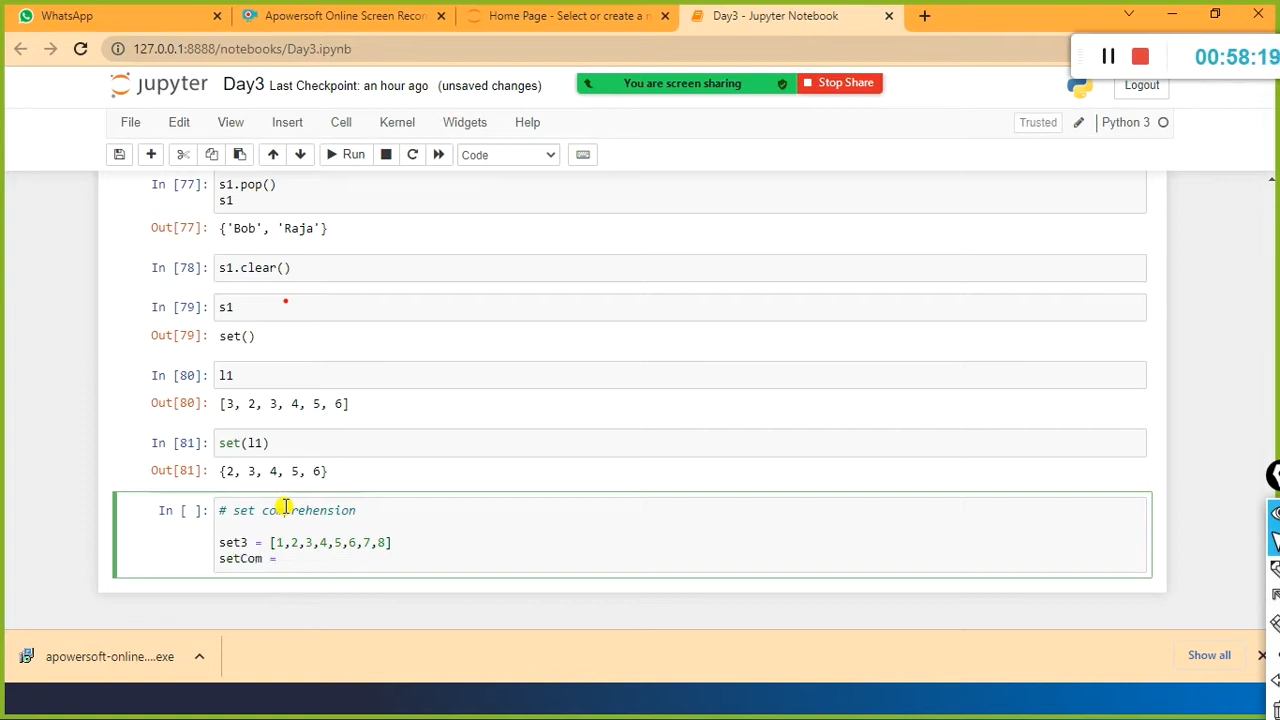 WhatsApp
Apowersoft Online Screen Recor
Home Page - Select or create a n
Day3 - Jupyter Notebook
127.0.0.1:8888/notebooks/Day3.ipynb
00:58:19
jupyter Day3 Last Checkpoint: an hour ago (unsaved changes)
You are screen sharing
Stop Share
Logout
File Edit View Insert Cell Kernel Widgets Help
Trusted
Python 3
Run
Code
In [77]: s1.pop()
s1
Out[77]: {'Bob', 'Raja'}
In [78]: s1.clear()
In [79]: s1
Out[79]: set()
In [80]: l1
Out[80]: [3, 2, 3, 4, 5, 6]
In [81]: set(l1)
Out[81]: {2, 3, 4, 5, 6}
In [ ]: # set comprehension
set3 = [1,2,3,4,5,6,7,8]
setCom =
apowersoft-online....exe
Show all